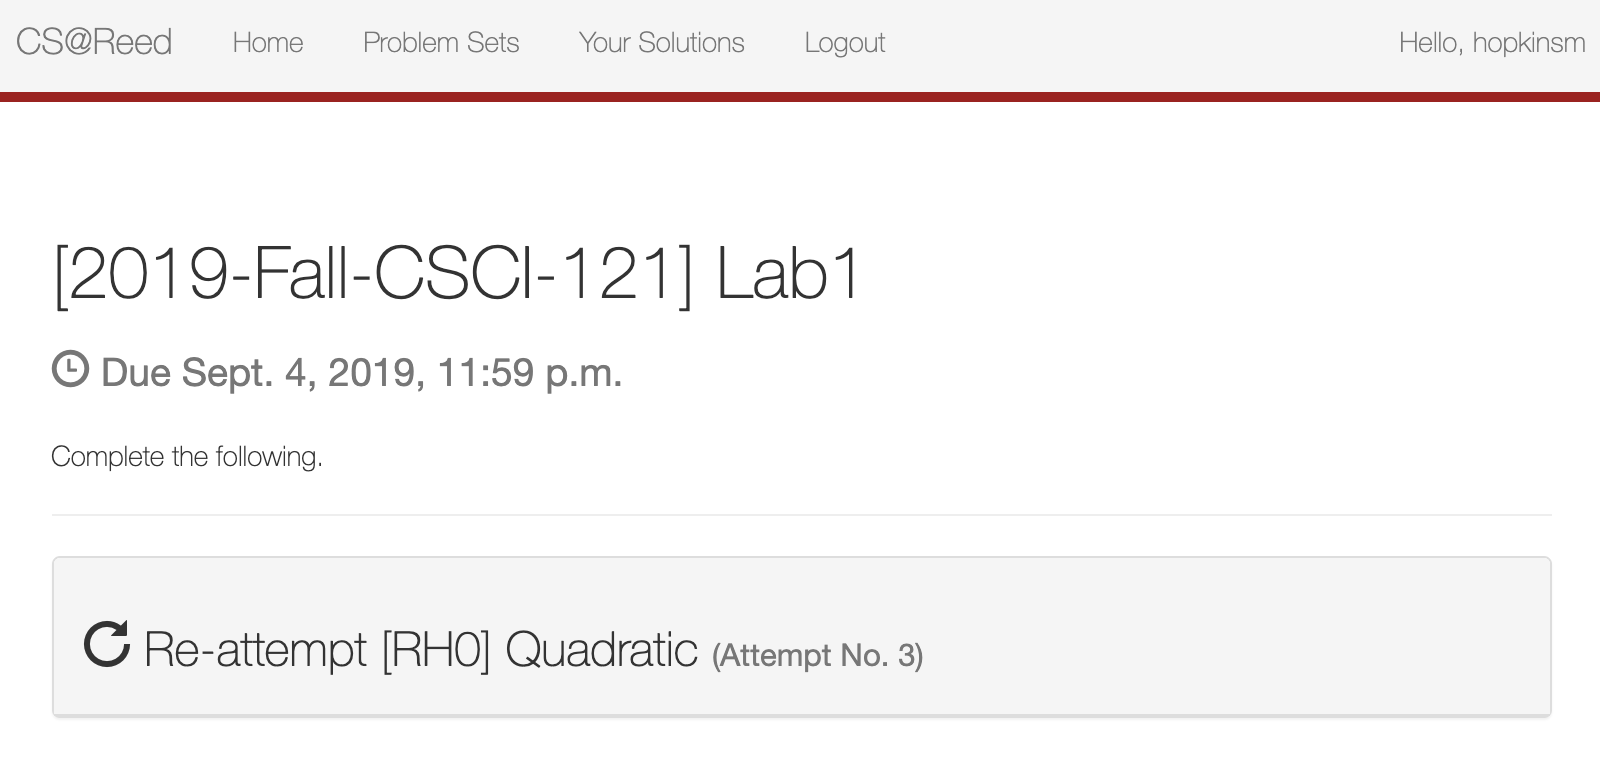 CS@Reed Home Problem Sets Your Solutions Logout Hello, hopkinsm
[2019-Fall-CSCI-121] Lab1
Due Sept. 4, 2019, 11:59 p.m.
Complete the following.
Re-attempt [RH0] Quadratic (Attempt No. 3)